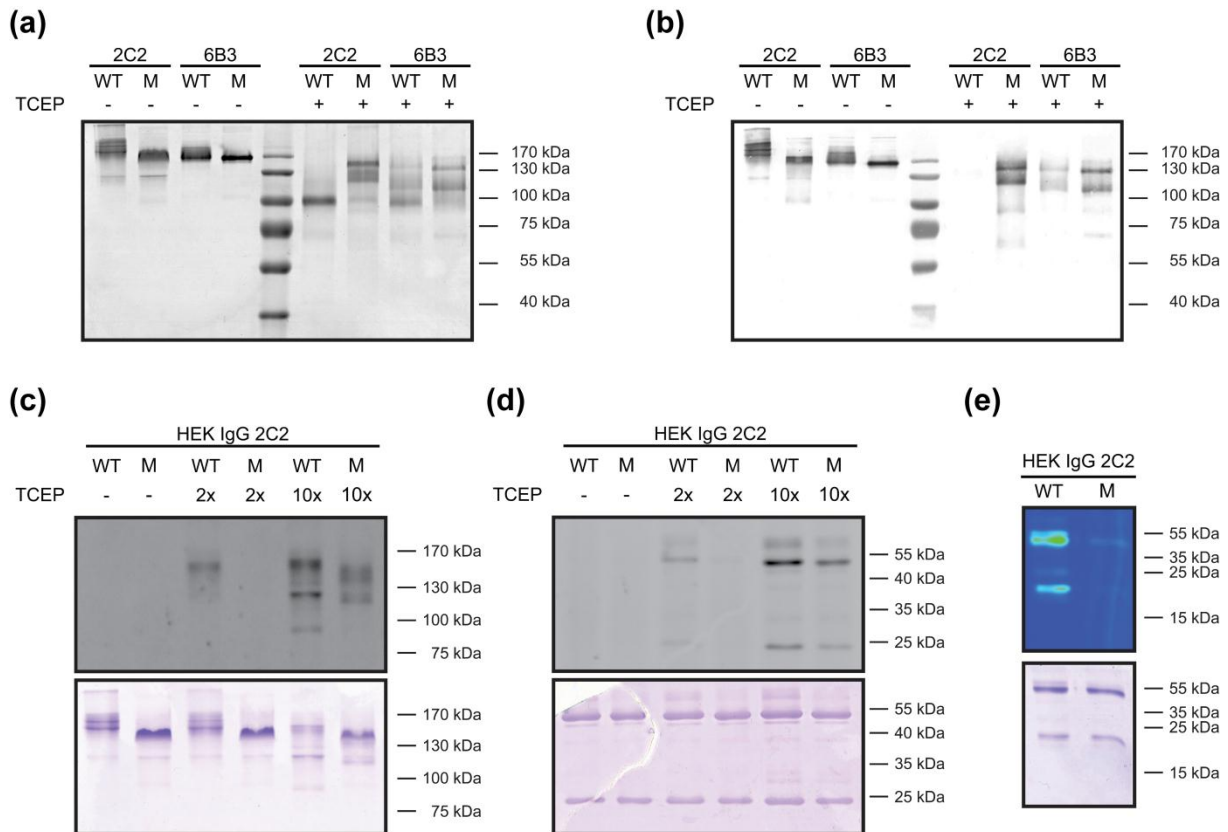 (a)
2C2 6B3 2C2 6B3
WT M WT M WT M WT M
TCEP - - - - + + + +
170 kDa
130 kDa
100 kDa
75 kDa
55 kDa
40 kDa
(b)
2C2 6B3 2C2 6B3
WT M WT M WT M WT M
TCEP - - - - + + + +
170 kDa
130 kDa
100 kDa
75 kDa
55 kDa
40 kDa
(c)
HEK IgG 2C2
WT M WT M WT M
TCEP - - 2x 2x 10x 10x
170 kDa
130 kDa
100 kDa
75 kDa
170 kDa
130 kDa
100 kDa
75 kDa
(d)
HEK IgG 2C2
WT M WT M WT M
TCEP - - 2x 2x 10x 10x
55 kDa
40 kDa
35 kDa
25 kDa
55 kDa
40 kDa
35 kDa
25 kDa
(e)
HEK IgG 2C2
WT M
55 kDa
35 kDa
25 kDa
15 kDa
55 kDa
35 kDa
25 kDa
15 kDa